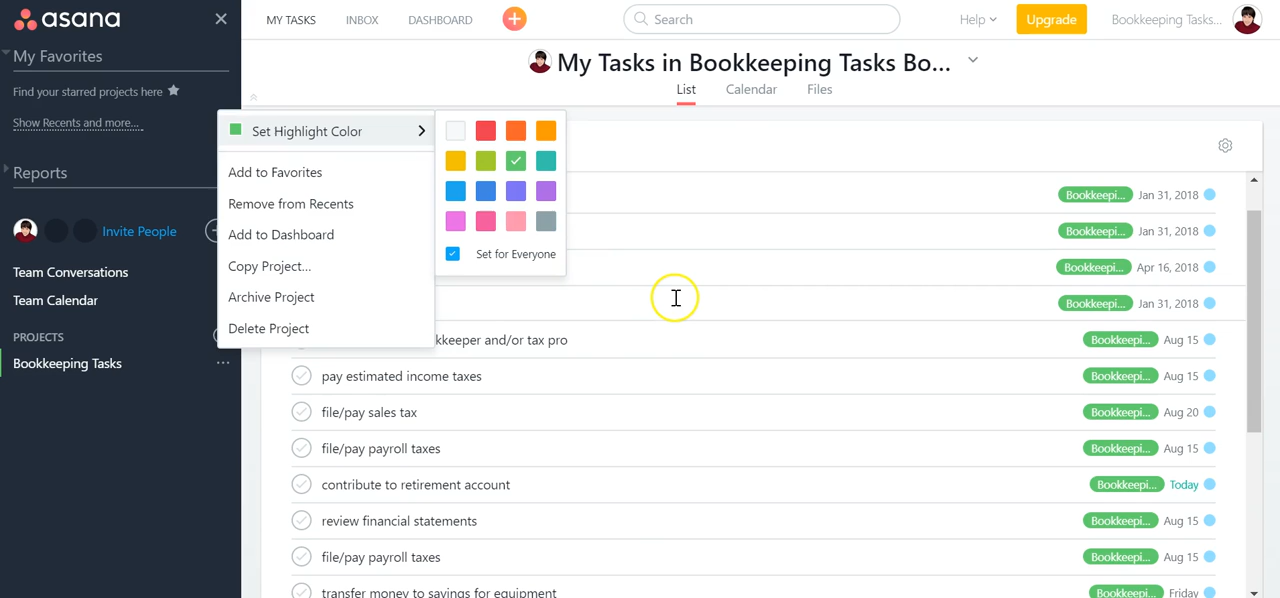 asana
MY TASKS
INBOX
DASHBOARD
Search
Help
Upgrade
Bookkeeping Tasks...
My Favorites
Find your starred projects here
Show Recents and more...
Reports
Invite People
Team Conversations
Team Calendar
PROJECTS
Bookkeeping Tasks
My Tasks in Bookkeeping Tasks Bo...
List
Calendar
Files
Set Highlight Color
Add to Favorites
Remove from Recents
Add to Dashboard
Copy Project...
Archive Project
Delete Project
Set for Everyone
Bookkeepi... Jan 31, 2018
Bookkeepi... Jan 31, 2018
Bookkeepi... Apr 16, 2018
Bookkeepi... Jan 31, 2018
kkeeper and/or tax pro Bookkeepi... Aug 15
pay estimated income taxes Bookkeepi... Aug 15
file/pay sales tax Bookkeepi... Aug 20
file/pay payroll taxes Bookkeepi... Aug 15
contribute to retirement account Bookkeepi... Today
review financial statements Bookkeepi... Aug 15
file/pay payroll taxes Bookkeepi... Aug 15
transfer money to savings for equipment Bookkeepi... Friday